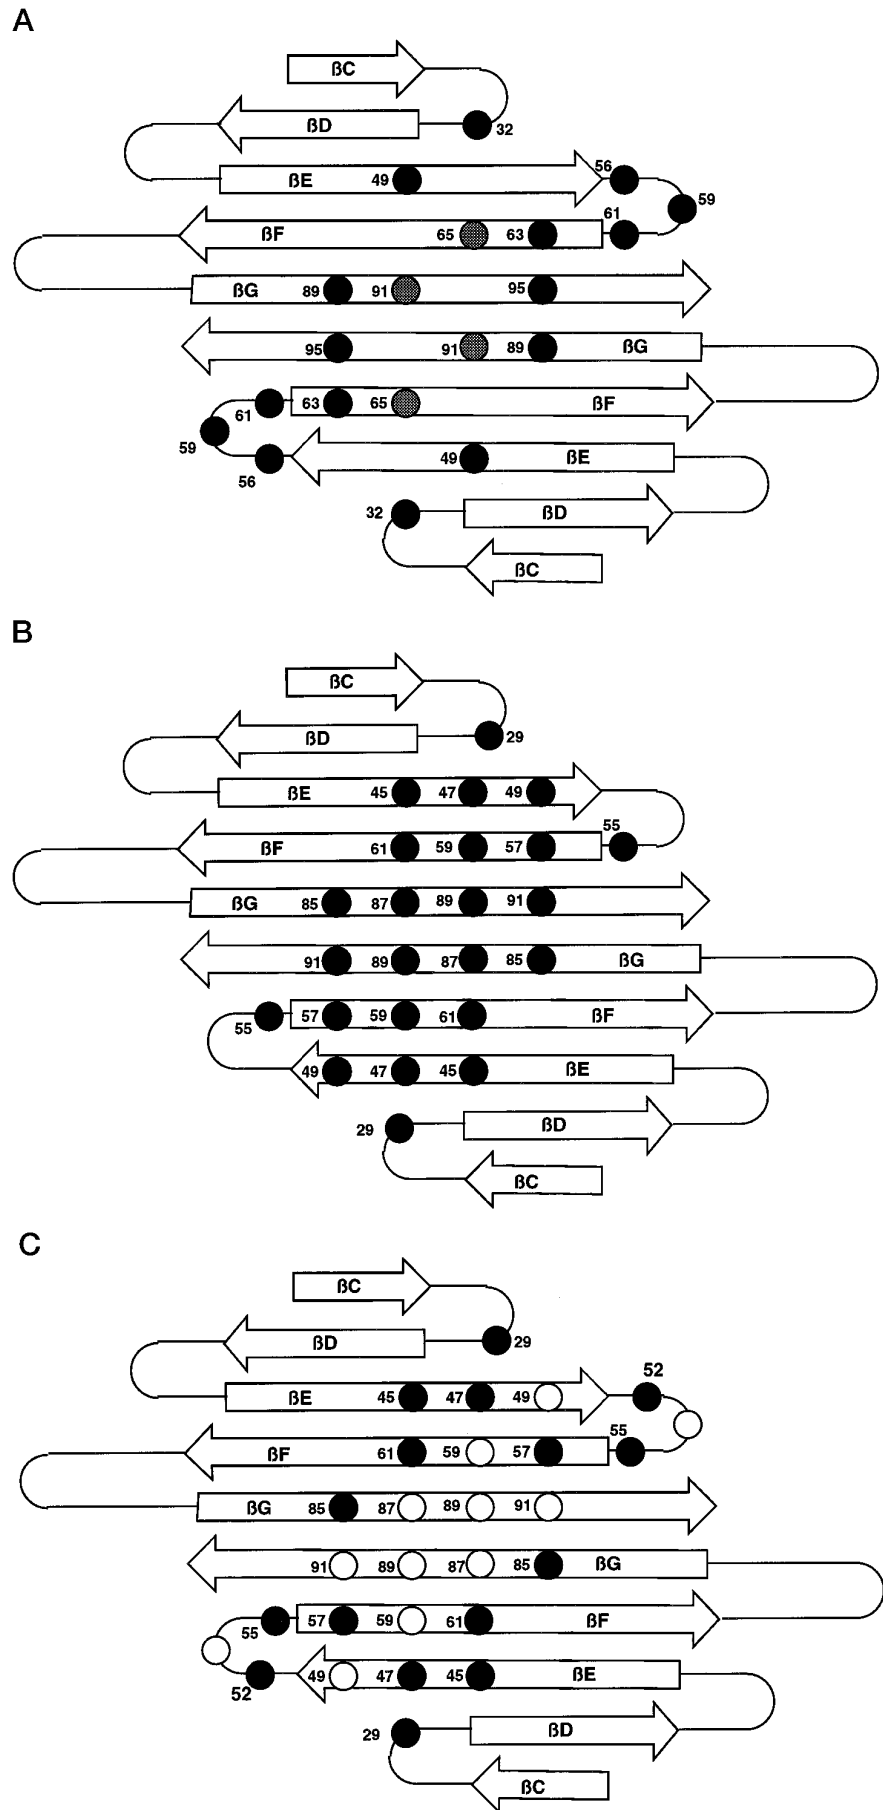 A
ßC
ßD 32
ßE 49 56
59
ßF 65 63 61
ßG 89 91 95
95 91 89 ßG
61 63 65 ßF
59
56 49 ßE
32 ßD
ßC
B
ßC
ßD 29
ßE 45 47 49
ßF 61 59 57 55
ßG 85 87 89 91
91 89 87 85 ßG
55 57 59 61 ßF
49 47 45 ßE
29 ßD
ßC
C
ßC
ßD 29
ßE 45 47 49 52
ßF 61 59 57 55
ßG 85 87 89 91
91 89 87 85 ßG
55 57 59 61 ßF
52 49 47 45 ßE
29 ßD
ßC